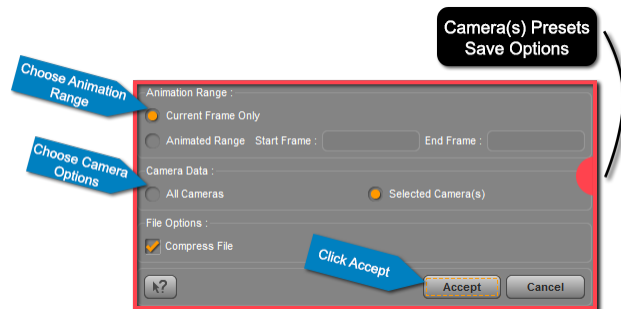 Camera(s) Presets
Save Options
Choose Animation
Range
Animation Range :
Current Frame Only
Animated Range Start Frame : End Frame :
Choose Camera
Options
Camera Data :
All Cameras Selected Camera(s)
File Options :
Compress File
Click Accept
? Accept Cancel